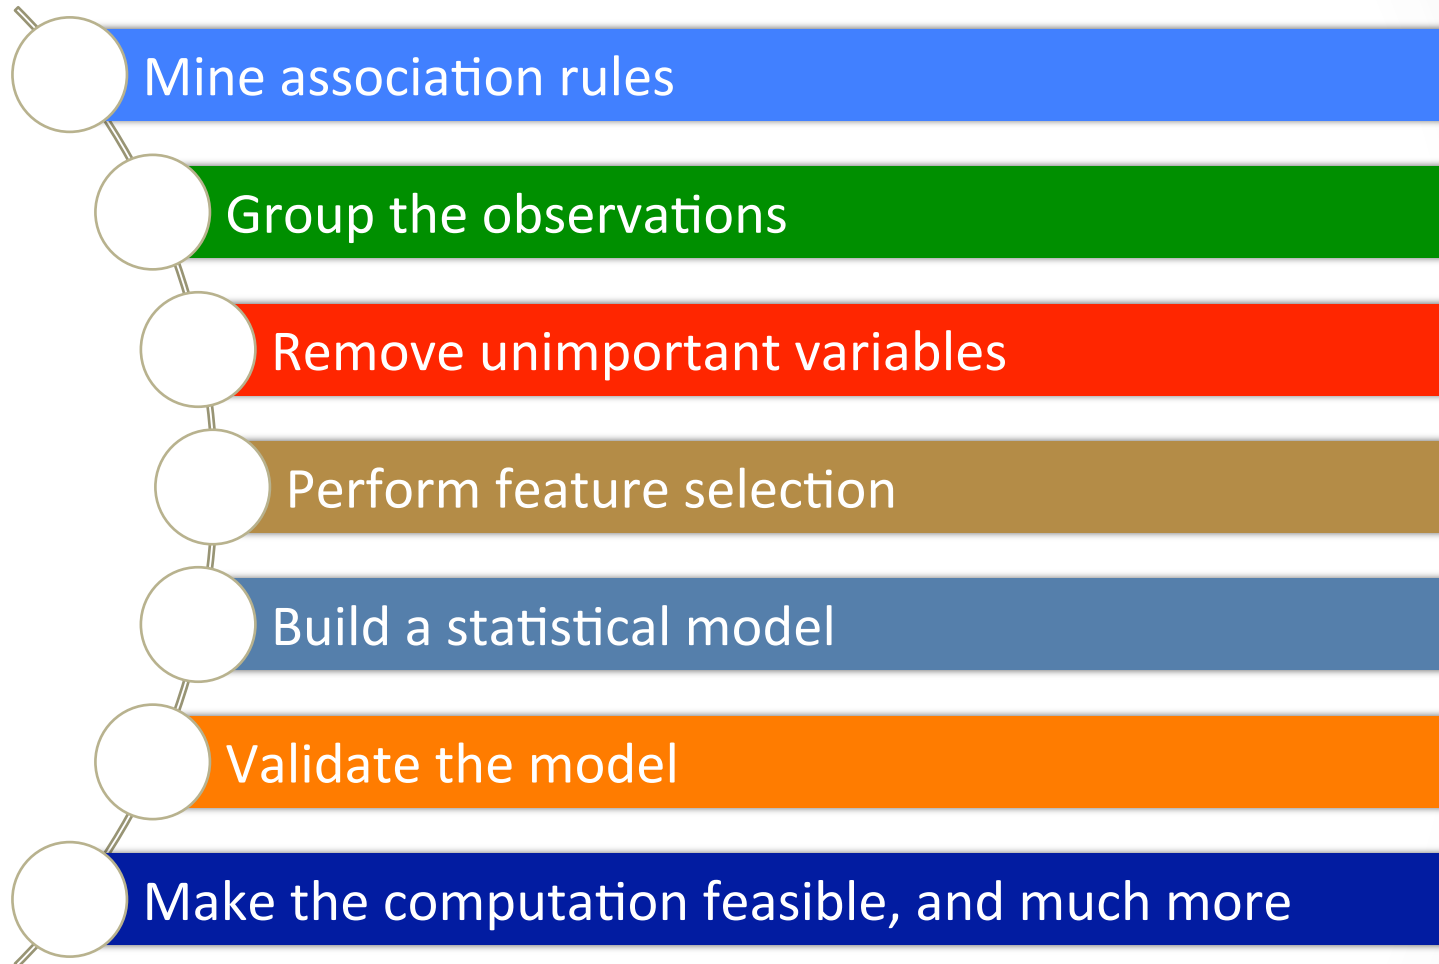 Mine association rules
Group the observations
Remove unimportant variables
Perform feature selection
Build a statistical model
Validate the model
Make the computation feasible, and much more